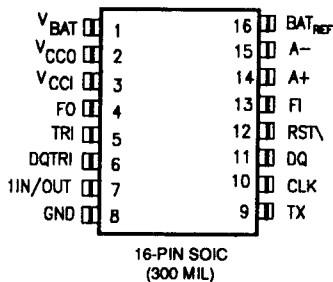 VBAT 1 16 BATREF
VCCO 2 15 A-
VCCI 3 14 A+
FO 4 13 FI
TRI 5 12 RST\
DQTRI 6 11 DQ
1IN/OUT 7 10 CLK
GND 8 9 TX
16-PIN SOIC
(300 MIL)